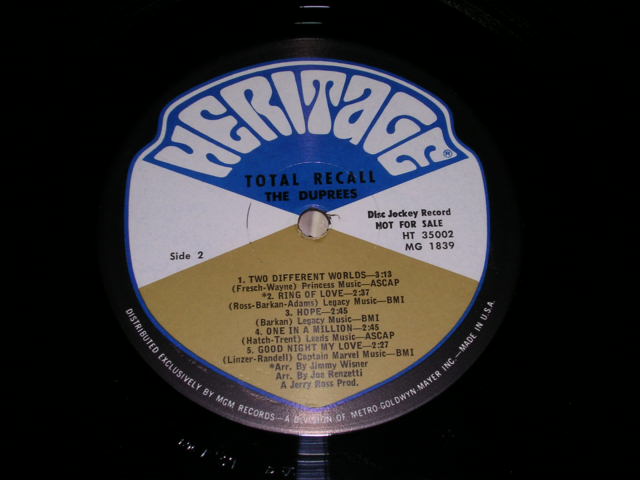 HERITAGE ®
TOTAL RECALL
THE DUPREES
Disc Jockey Record
NOT FOR SALE
HT 35002
MG 1839
Side 2
1. TWO DIFFERENT WORLDS—3:13
(Fresch-Wayne) Princess Music—ASCAP
*2. RING OF LOVE—2:37
(Ross-Barkan-Adams) Legacy Music—BMI
3. HOPE—2:45
(Barkan) Legacy Music—BMI
4. ONE IN A MILLION—2:45
(Hatch-Trent) Leeds Music—ASCAP
5. GOOD NIGHT MY LOVE—2:27
(Linzer-Randell) Captain Marvel Music—BMI
*Arr. By Jimmy Wisner
Arr. By Joe Renzetti
A Jerry Ross Prod.
DISTRIBUTED EXCLUSIVELY BY MGM RECORDS—A DIVISION OF METRO-GOLDWYN-MAYER INC.—MADE IN U.S.A.